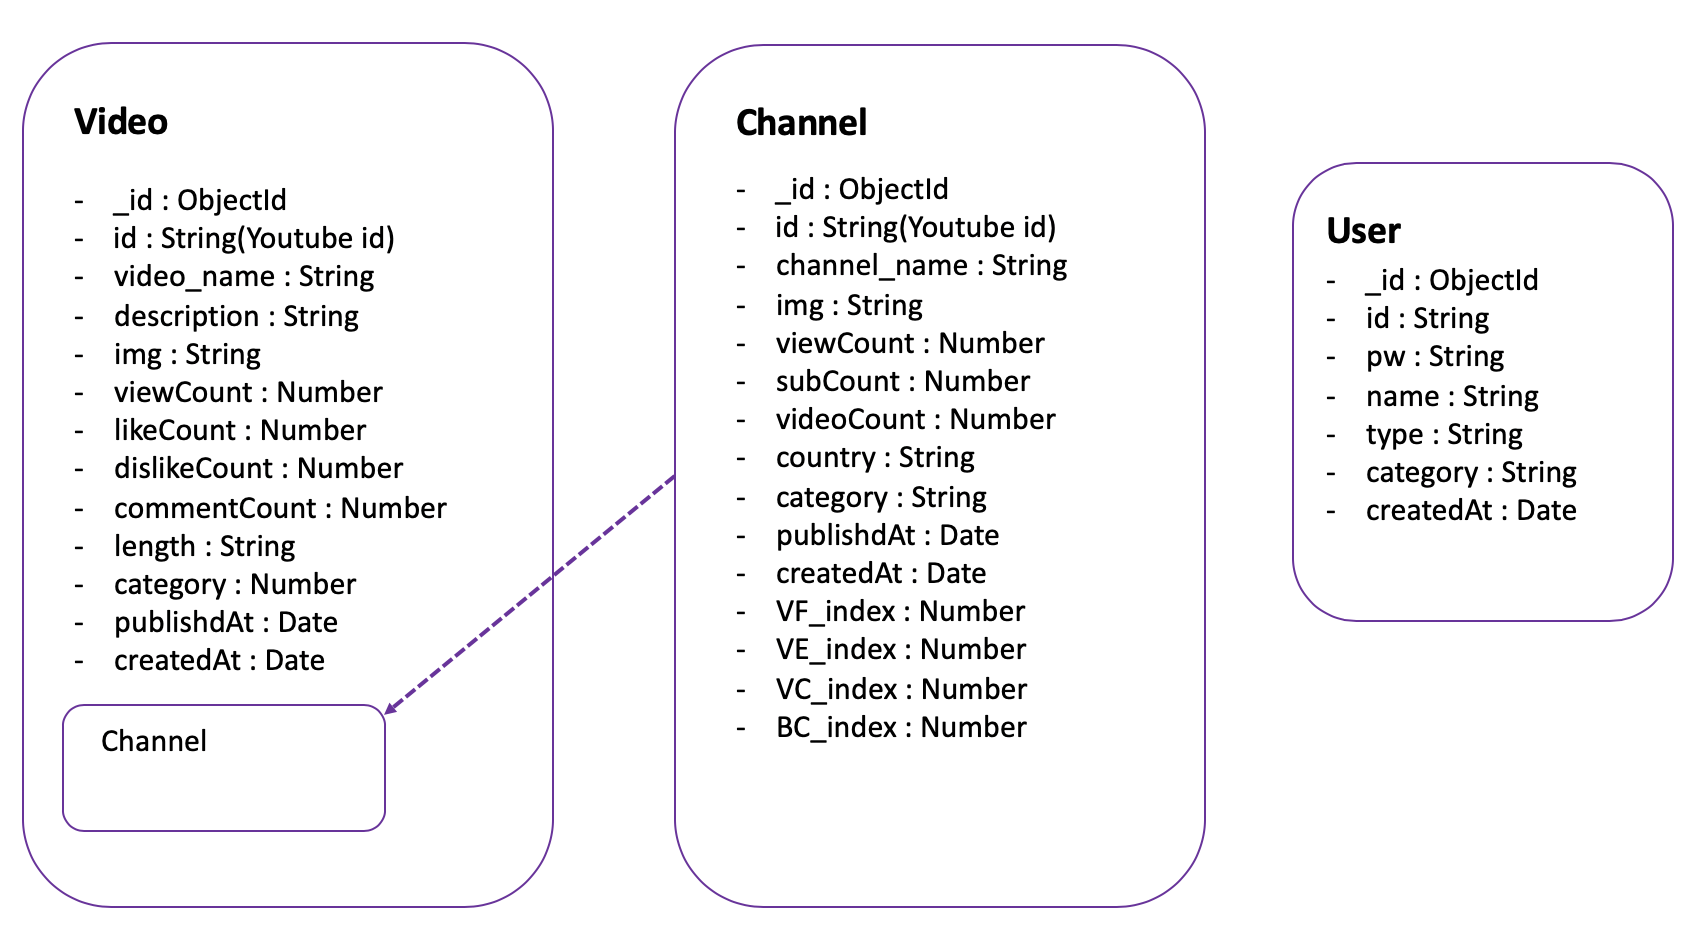 Video
- _id : ObjectId
- id : String(Youtube id)
- video_name : String
- description : String
- img : String
- viewCount : Number
- likeCount : Number
- dislikeCount : Number
- commentCount : Number
- length : String
- category : Number
- publishdAt : Date
- createdAt : Date
Channel
Channel
- _id : ObjectId
- id : String(Youtube id)
- channel_name : String
- img : String
- viewCount : Number
- subCount : Number
- videoCount : Number
- country : String
- category : String
- publishdAt : Date
- createdAt : Date
- VF_index : Number
- VE_index : Number
- VC_index : Number
- BC_index : Number
User
- _id : ObjectId
- id : String
- pw : String
- name : String
- type : String
- category : String
- createdAt : Date